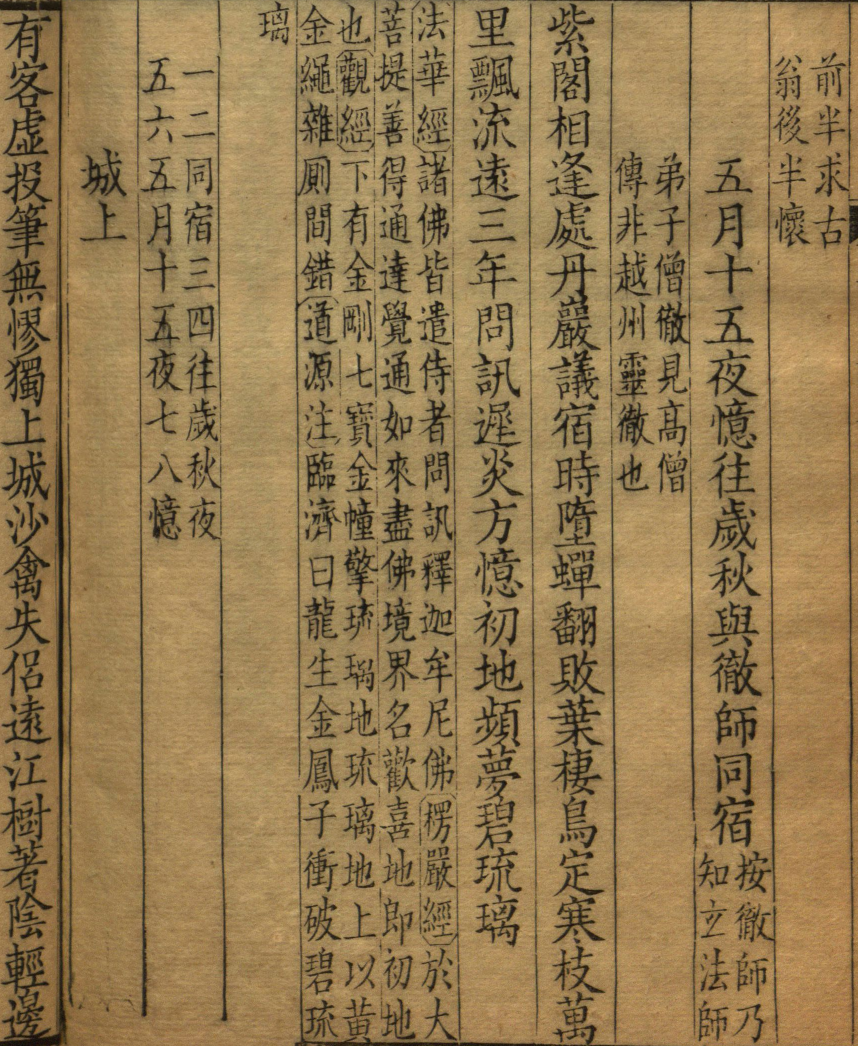 前半求古
翁後半懷
五月十五夜憶往歲秋與徹師同宿
按徹師乃
知玄法師
弟子僧徹見高僧
傳非越州靈徹也
紫閣相逢處丹巖議宿時墮蟬翻敗葉棲鳥定寒枝萬
里飄流遠三年問訊遲炎方憶初地頻夢碧琉璃
法華經諸佛皆遣侍者問訊釋迦牟尼佛楞嚴經於大
菩提善得通達覺通如來盡佛境界名歡喜地即初地
也觀經下有金剛七寶金幢擎琉璃地琉璃地上以黃
金繩雜厠間錯道源注臨濟曰龍生金鳳子衝破碧琉
璃
一二同宿三四往歲秋夜
五六五月十五夜七八憶
城上
有客虛投筆無憀獨上城沙禽失侶遠江樹著陰輕邊